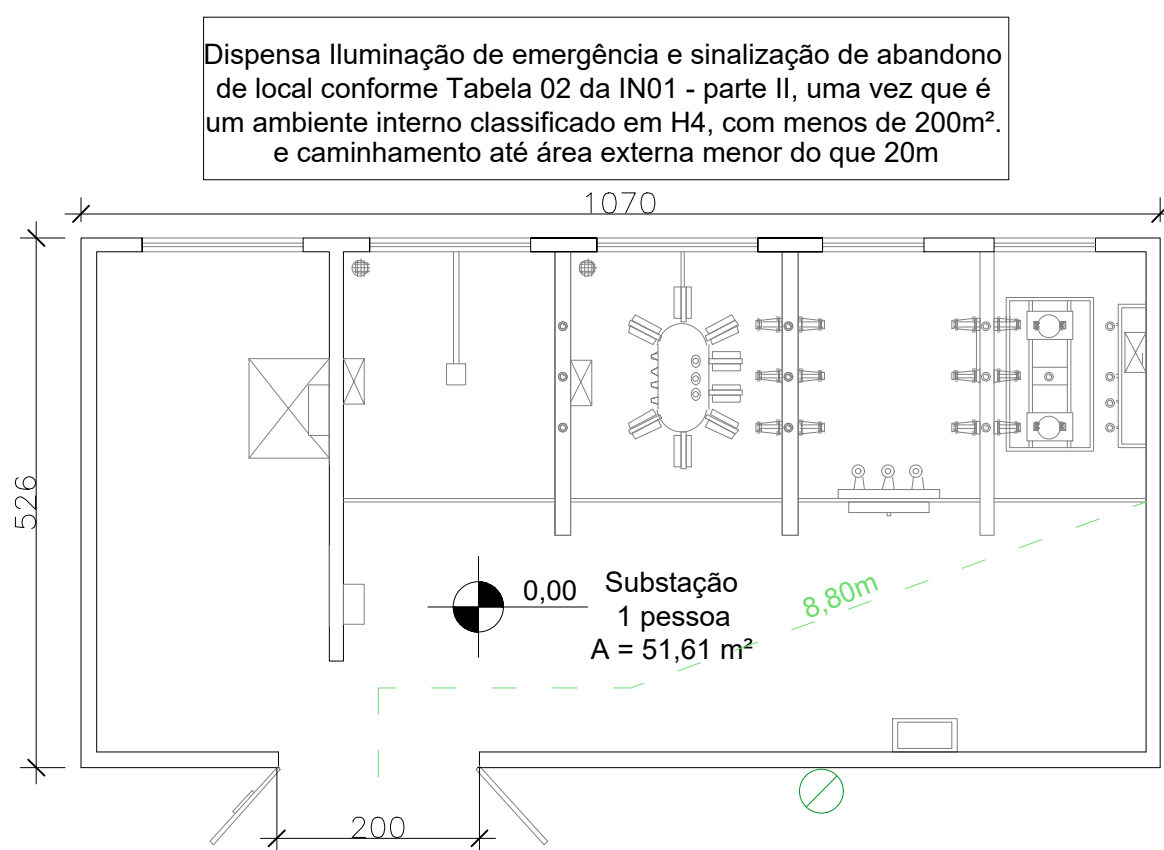 Dispensa Iluminação de emergência e sinalização de abandono
de local conforme Tabela 02 da IN01 - parte II, uma vez que é
um ambiente interno classificado em H4, com menos de 200m².
e caminhamento até área externa menor do que 20m
1070
526
0,00
Substação
1 pessoa
A = 51,61 m²
8,80m
200